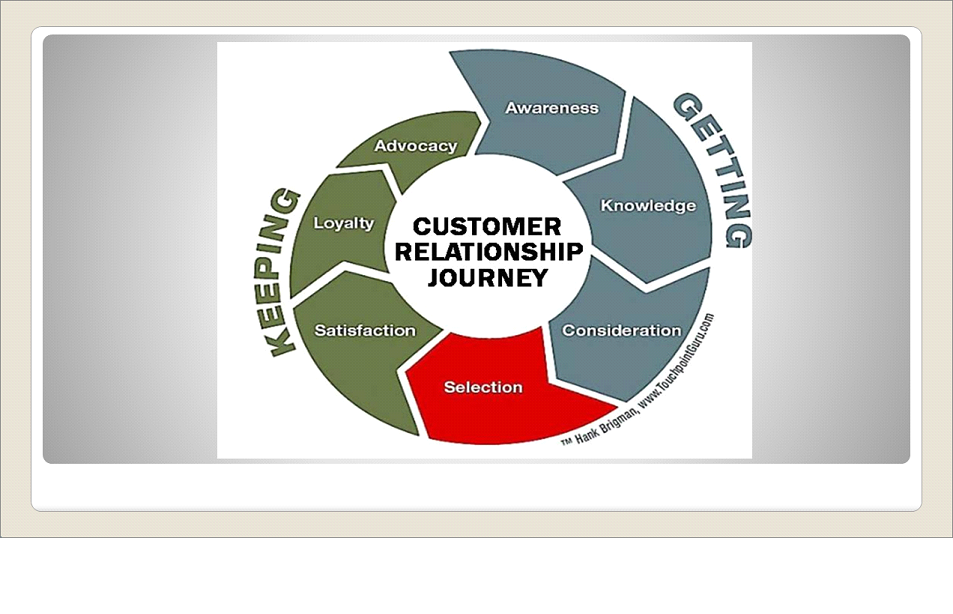 Awareness
GETTING
Knowledge
Consideration
Selection
Satisfaction
Loyalty
Advocacy
KEEPING
CUSTOMER
RELATIONSHIP
JOURNEY
™ Hank Brigman, www.TouchpointGuru.com